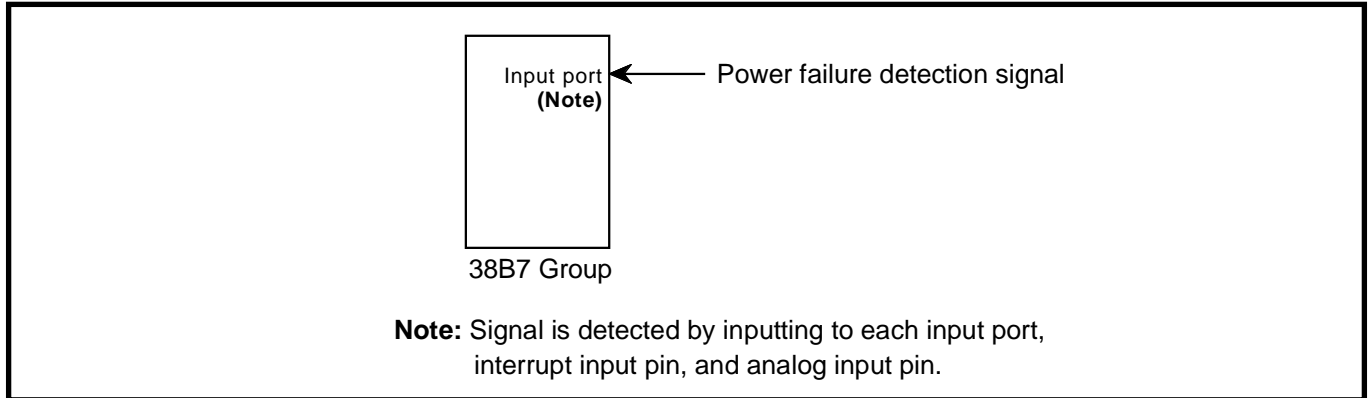 Input port
(Note)
Power failure detection signal
38B7 Group
Note: Signal is detected by inputting to each input port,
interrupt input pin, and analog input pin.